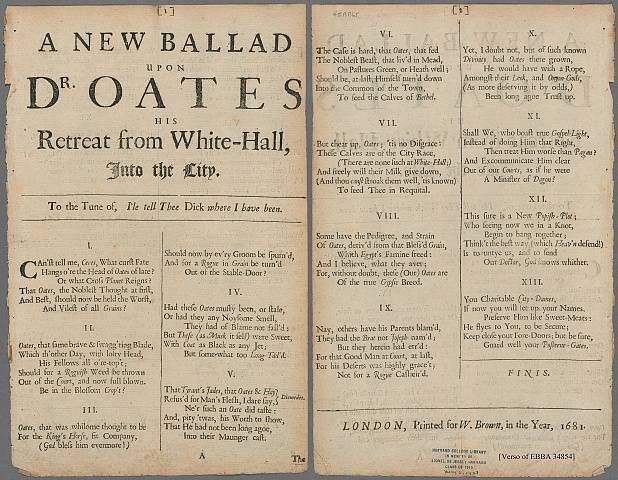 [1]
A NEW BALLAD
UPON
DR. OATES
HIS
Retreat from White-Hall,
Into the City.
To the Tune of, I'le tell Thee Dick where I have been.
I.
CAn'st tell me, Ceres, What curst Fate
Hangs o're the Head of Oates of late?
Or what Cross Planet Reigns?
That Oates, the Noblest Thought at first,
And Best, should now be held the Worst,
And Vilest of all Grains!
II.
Oates, that same brave & swagg'ring Blade,
Which th'other Day, with lofty Head,
His Fellows all o're-top;
Should for a Roguish Weed be thrown
Out of the Court, and now full blown,
Be in the Blossom Crop't?
III.
Oates, that was whilome thought to be
For the King's Horse, fit Company,
(God bless him evermore!)
Should now by ev'ry Groom be spurn'd,
And for a Rogue in Grain be turn'd
Out of the Stable-Door?
IV.
Had these Oates musty been, or stale,
Or had they any Noysome Smell,
They had of Blame not fail'd:
But These (as Musk it self) were Sweet,
With Coat as Black as any Jet;
But somewhat too Long-Tail'd.
V.
That Tyrant's Jades, that Oates & Hay
Refus'd for Man's Flesh, I dare say,
Diomedes.
Ne'r such an Oate did taste:
And, pity 'twas, his Worth to show,
That He had not been long agoe,
Into their Maunger cast.
A
The
[2]
VI.
The Case is hard, that Oates, that fed
The Noblest Beast, that liv'd in Mead,
On Pastures Green, or Heath well;
Should be, at last, Himself turn'd down
Into the Common of the Town,
To feed the Calves of Bethel.
VII.
But chear up, Oates; 'tis no Disgrace:
These Calves are of the City Race,
(There are none such at White-Hall;)
And freely will their Milk give down,
(And thou canst stroak them well, 'tis known)
To feed Thee in Requital.
VIII.
Some have the Pedigree, and Strain
Of Oates, deriv'd from that Bless'd Grain,
Which Egypt's Famine freed:
And I believe, what they aver;
For, without doubt, these (Our) Oates are
Of the true Gypsie Breed.
IX.
Nay, others have his Parents blam'd,
They had the Brat not Joseph nam'd;
But they herein had err'd:
For that Good Man at Court, at last,
For his Deserts was highly grace't;
Not for a Rogue Casheir'd.
X.
Yet, I doubt not, but of such known
Divinity had Oates there grown,
He would have wish a Rope,
Amongst their Leek, and Onyon-Gods,
(As more deserving it by odds,)
Been long agoe Trust up.
XI.
Shall We, who boast true Gospel-Light,
Instead of doing Him that Right,
Then treat Him worse than Pagan?
And Excommunicate Him clear
Out of our Courts, as if he were
A Minister of Dagon?
XII.
This sure is a New Popish-Plot;
Who seeing now we in a Knot,
Begin to hang together;
Think't the best way (which Heav'n defend!)
Is to untye us, and to send
Our Doctor, God knows whither.
XIII.
You Charitable City-Dames,
If now you will set up your Names.
Preserve Him like Sweet-Meats:
He flyes to You, to be Secure;
Keep close your Fore-Doors; but be sure,
Guard well your Posterne-Gates.
FINIS.
LONDON, Printed for W. Brown, in the Year, 1681.
HARVARD COLLEGE LIBRARY
[Verso of EBBA 34854]